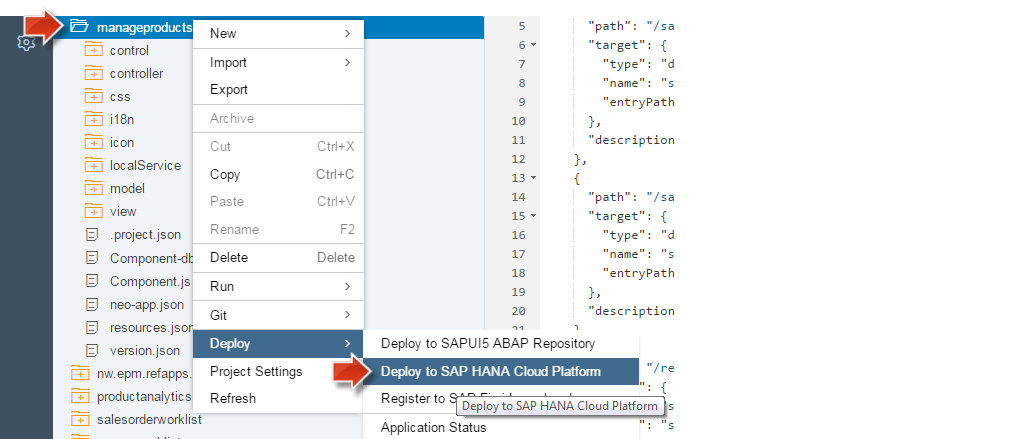 manageproducts
control
controller
css
i18n
icon
localService
model
view
.project.json
Component-db
Component.js
neo-app.json
resources.json
version.json
nw.epm.refapps.
productanalytics
salesorderworklist
New
Import
Export
Archive
Cut Ctrl+X
Copy Ctrl+C
Paste Ctrl+V
Rename F2
Delete Delete
Run
Git
Deploy
Project Settings
Refresh
Deploy to SAPUI5 ABAP Repository
Deploy to SAP HANA Cloud Platform
Register to SAP
Deploy to SAP HANA Cloud Platform
Application Status
5 "path": "/sa
6 "target": {
7 "type": "d
8 "name": "s
9 "entryPath
10 },
11 "description
12 },
13 {
14 "path": "/sa
15 "target": {
16 "type": "d
17 "name": "s
18 "entryPath
19 },
20 "description
21 }
"/re
": {
"s
"s